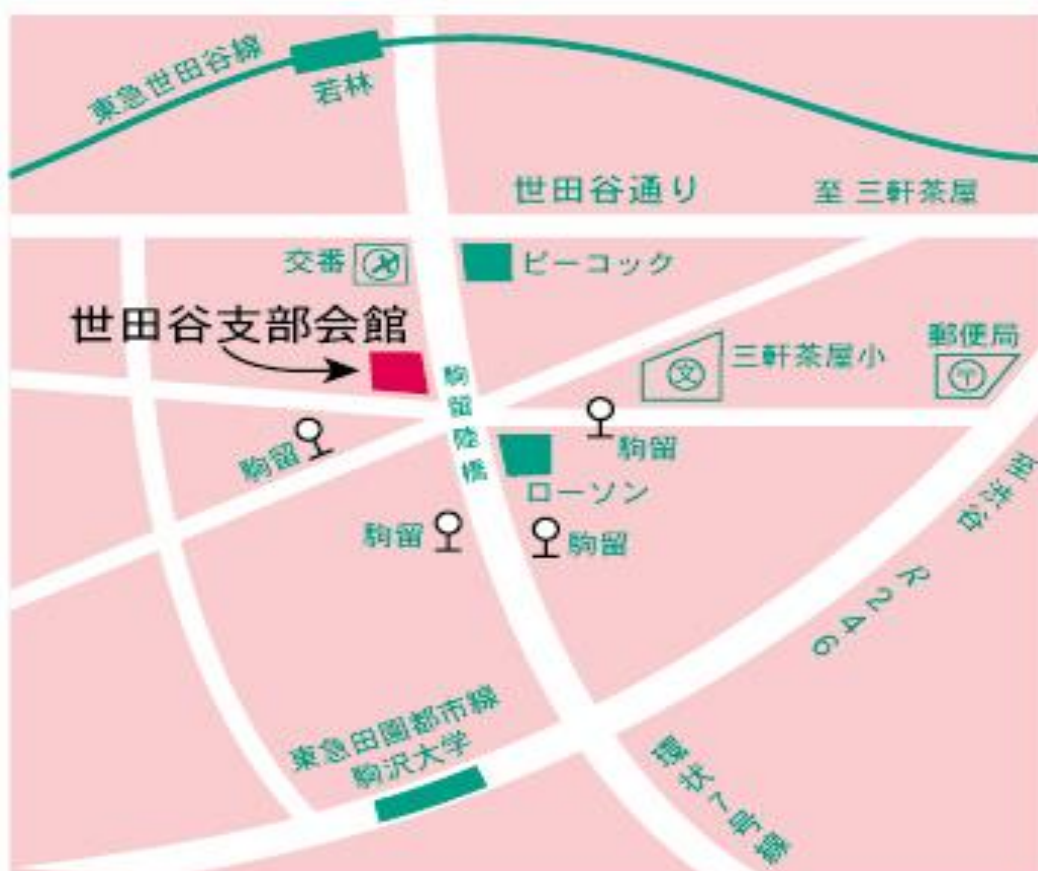 東急世田谷線
若林
世田谷通り
至 三軒茶屋
交番
ピーコック
世田谷支部会館
三軒茶屋小
文
郵便局
〒
駒留陸橋
駒留
駒留
ローソン
駒留
駒留
至渋谷
R246
東急田園都市線
駒沢大学
環状7号線